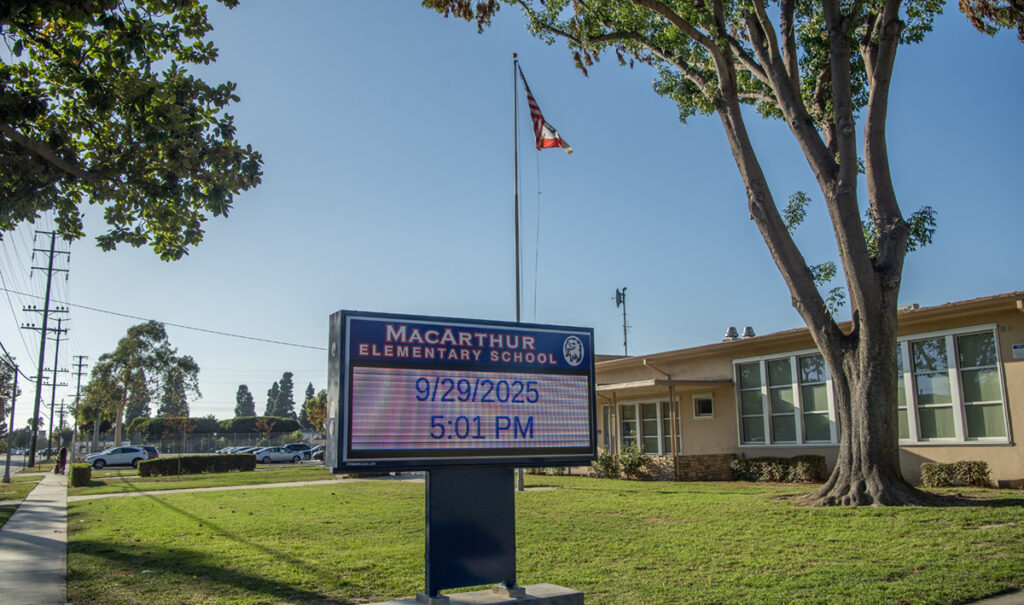 MACARTHUR
ELEMENTARY SCHOOL
9/29/2025
5:01 PM